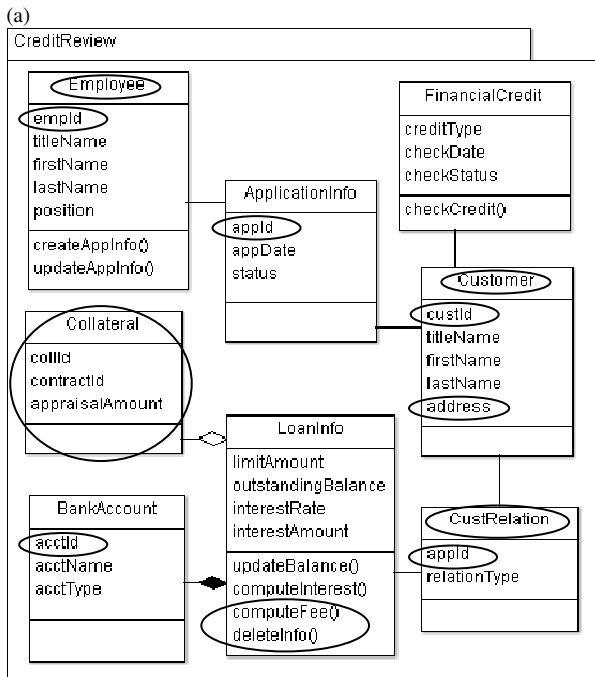 (a)
CreditReview
Employee
empId
titleName
firstName
lastName
position
createAppInfo()
updateAppInfo()
FinancialCredit
creditType
checkDate
checkStatus
checkCredit()
ApplicationInfo
appId
appDate
status
Customer
custId
titleName
firstName
lastName
address
Collateral
collId
contractId
appraisalAmount
LoanInfo
limitAmount
outstandingBalance
interestRate
interestAmount
updateBalance()
computeInterest()
computeFee()
deleteInfo()
BankAccount
acctId
acctName
acctType
CustRelation
appId
relationType